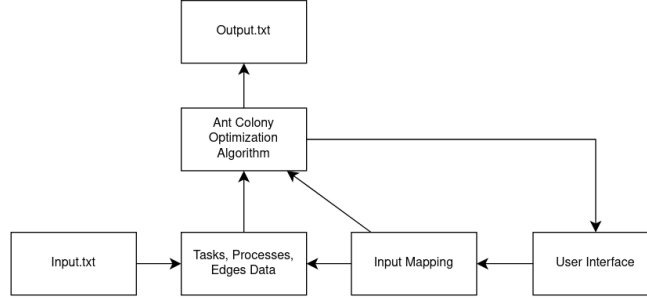 Output.txt
Ant Colony
Optimization
Algorithm
Input.txt
Tasks, Processes,
Edges Data
Input Mapping
User Interface